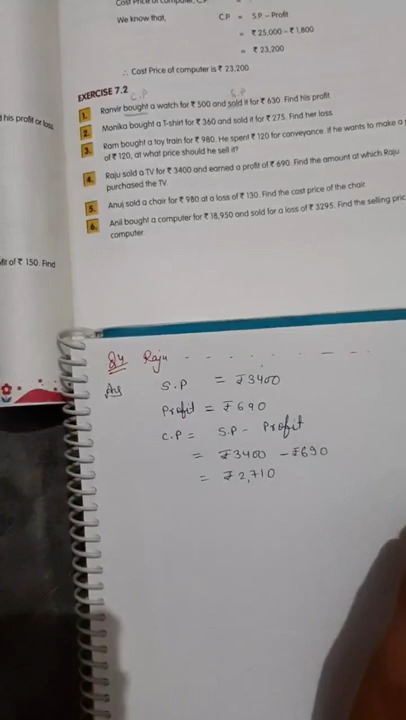 We know that, C.P. = S.P. – Profit
= ₹ 25,000 – ₹ 1,800
= ₹ 23,200
∴ Cost Price of computer is ₹ 23,200
EXERCISE 7.2
C.P S.P
1. Ranvir bought a watch for ₹ 500 and sold it for ₹ 630. Find his profit.
2. Monika bought a T-shirt for ₹ 360 and sold it for ₹ 275. Find her loss.
3. Ram bought a toy train for ₹ 980. He spent ₹ 120 for conveyance. If he wants to make a
of ₹ 120, at what price should he sell it?
4. Raju sold a TV for ₹ 3400 and earned a profit of ₹ 690. Find the amount at which Raju
purchased the TV.
5. Anuj sold a chair for ₹ 980 at a loss of ₹ 130. Find the cost price of the chair.
6. Anil bought a computer for ₹ 18,950 and sold for a loss of ₹ 3295. Find the selling pric
computer.
his profit or loss.
fit of ₹ 150. Find
Q4 Raju - - - - - - - -
Ans S.P = ₹3400
Profit = ₹690
C.P = S.P - Profit
= ₹3400 - ₹690
= ₹2,710